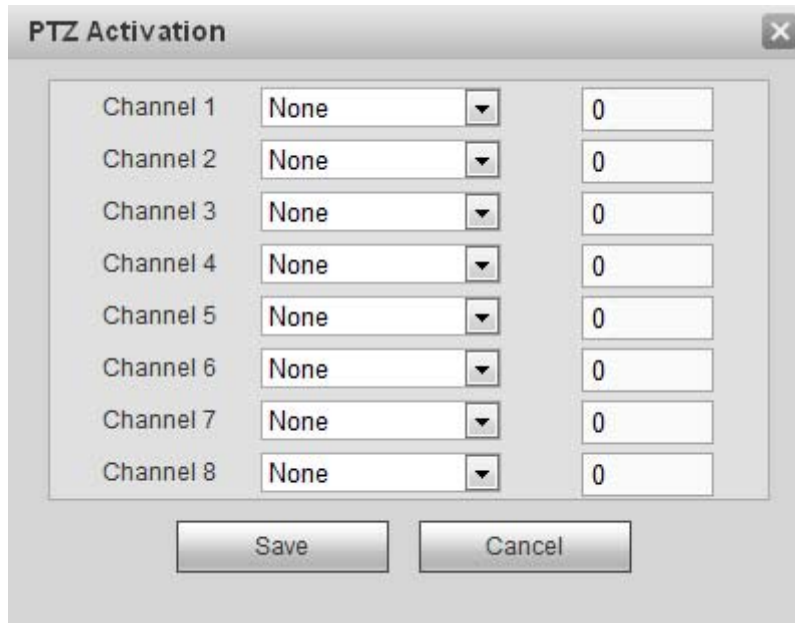 PTZ Activation
Channel 1 None 0
Channel 2 None 0
Channel 3 None 0
Channel 4 None 0
Channel 5 None 0
Channel 6 None 0
Channel 7 None 0
Channel 8 None 0
Save Cancel